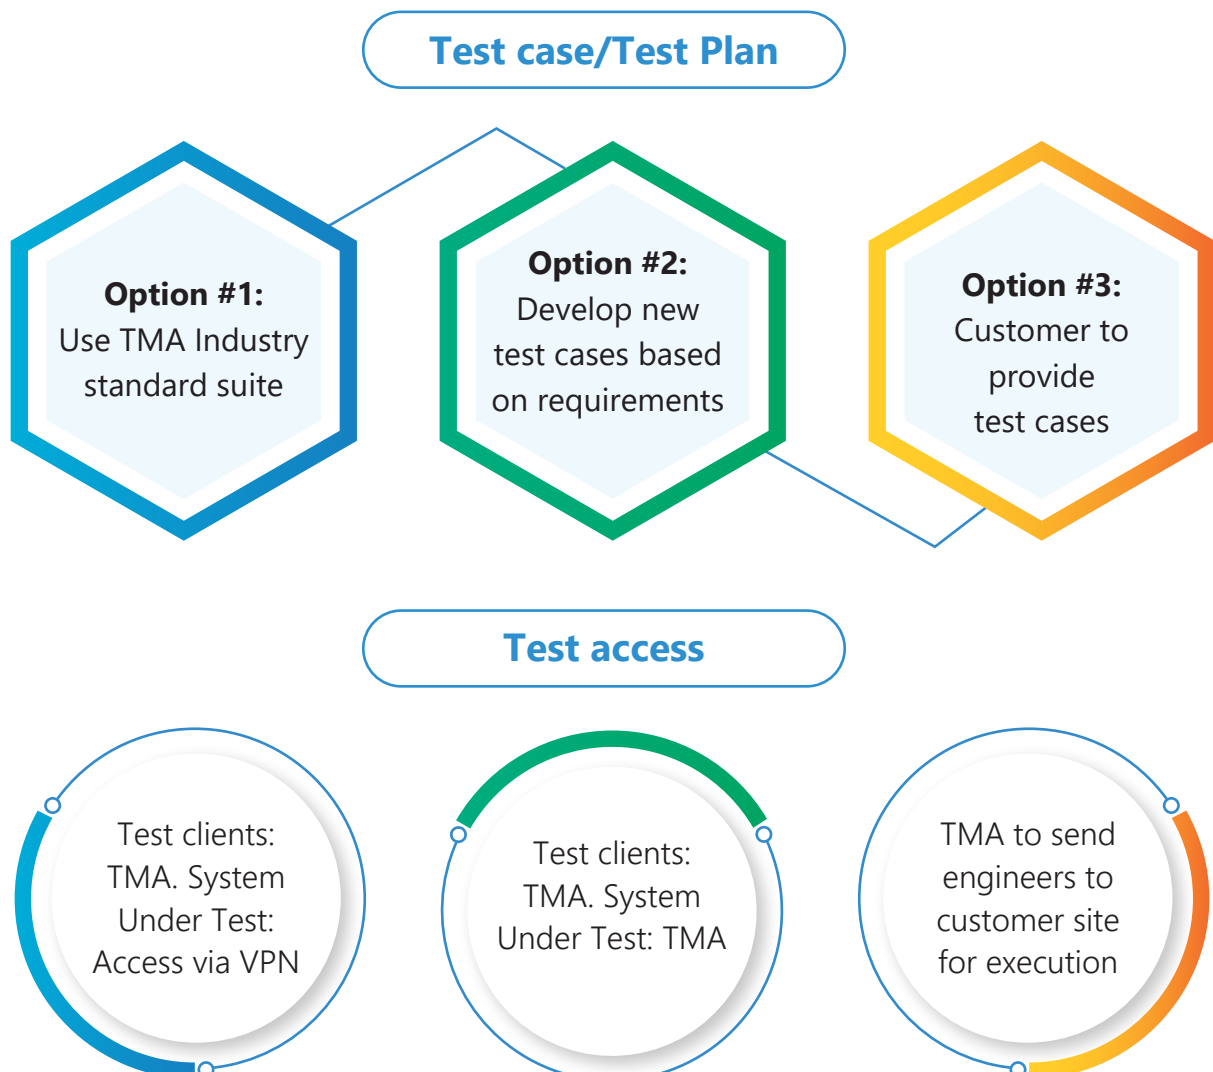 Test case/Test Plan
Option #1:
Use TMA Industry
standard suite
Option #2:
Develop new
test cases based
on requirements
Option #3:
Customer to
provide
test cases
Test access
Test clients:
TMA. System
Under Test:
Access via VPN
Test clients:
TMA. System
Under Test: TMA
TMA to send
engineers to
customer site
for execution